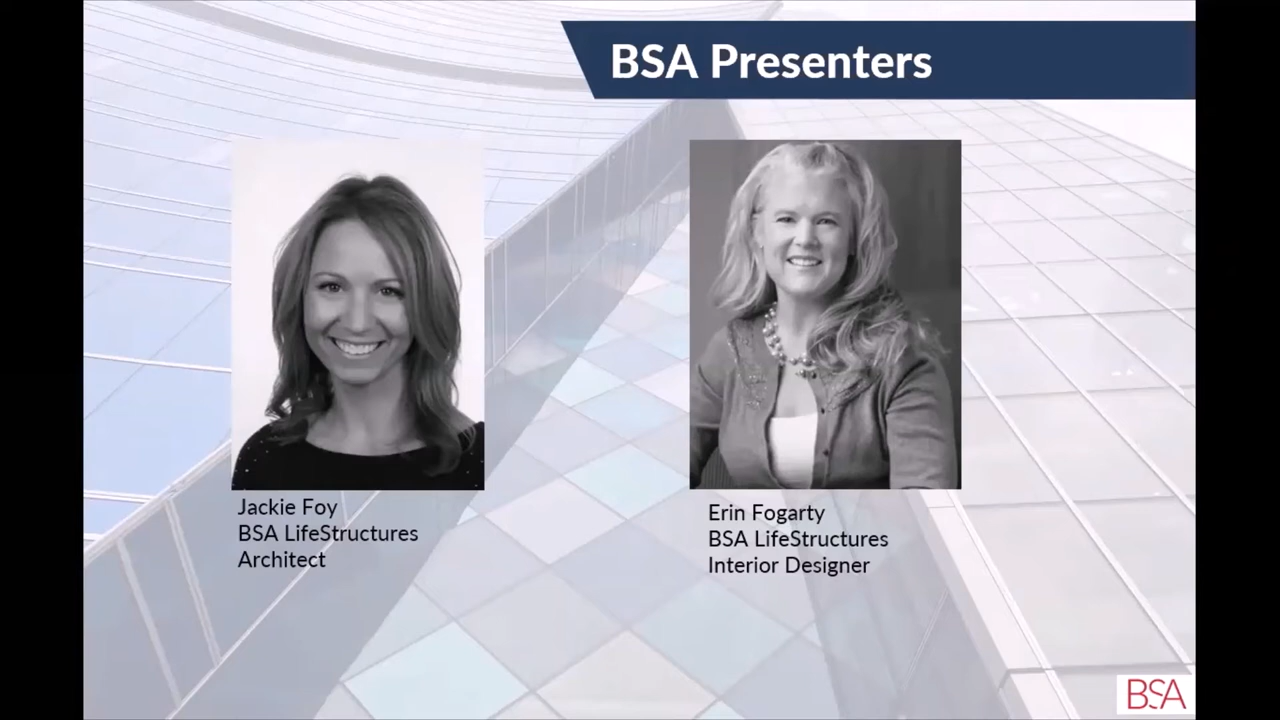 BSA Presenters
Jackie Foy
BSA LifeStructures
Architect
Erin Fogarty
BSA LifeStructures
Interior Designer
BSA